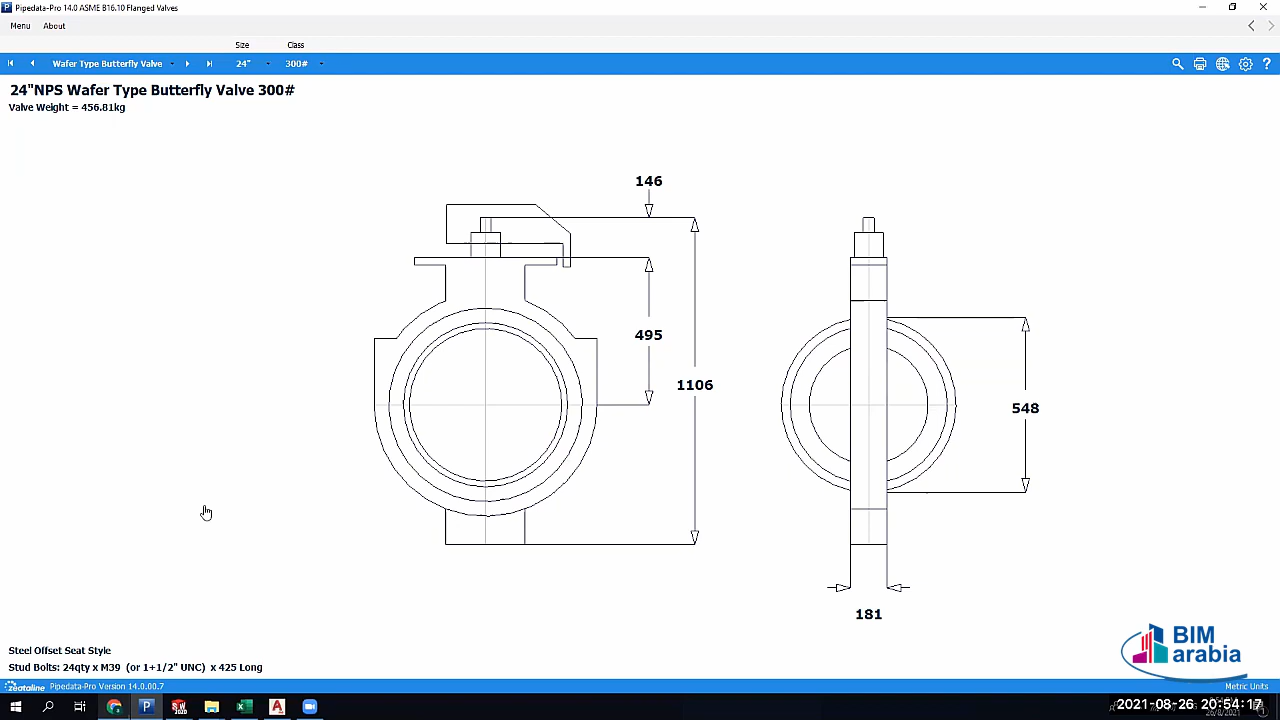 Pipedata-Pro 14.0 ASME B16.10 Flanged Valves
Menu About
Size Class
Wafer Type Butterfly Valve 24" 300#
24"NPS Wafer Type Butterfly Valve 300#
Valve Weight = 456.81kg
146
495
1106
548
181
Steel Offset Seat Style
Stud Bolts: 24qty x M39 (or 1+1/2" UNC) x 425 Long
BIM
arabia
zeataline Pipedata-Pro Version 14.0.00.7 Metric Units
2021-08-26 20:54:17